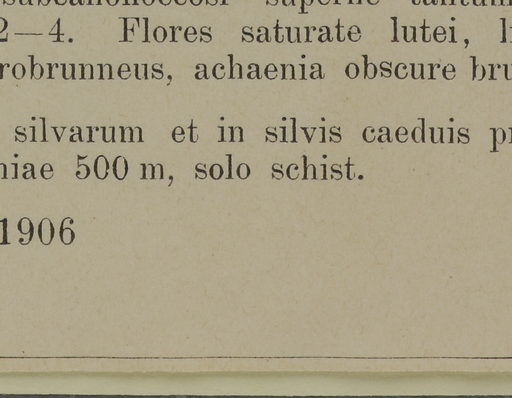 2—4. Flores saturate lutei,
robrunneus, achaenia obscure bru
silvarum et in silvis caeduis pr
niae 500 m, solo schist.
1906